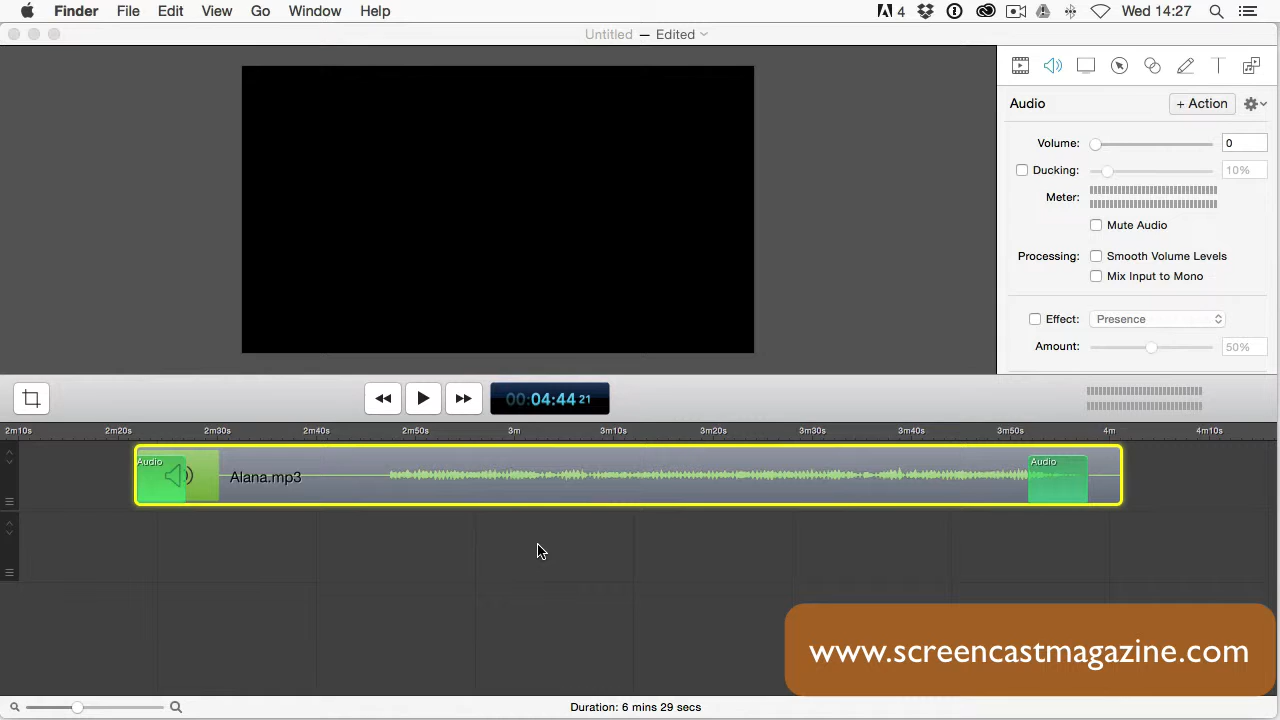 Finder File Edit View Go Window Help 4 Wed 14:27
Untitled — Edited
Audio + Action
Volume: 0
Ducking: 10%
Meter:
Mute Audio
Processing: Smooth Volume Levels
Mix Input to Mono
Effect: Presence
Amount: 50%
00:04:44 21
2m10s 2m20s 2m30s 2m40s 2m50s 3m 3m10s 3m20s 3m30s 3m40s 3m50s 4m 4m10s
Audio Audio
Alana.mp3
www.screencastmagazine.com
Duration: 6 mins 29 secs